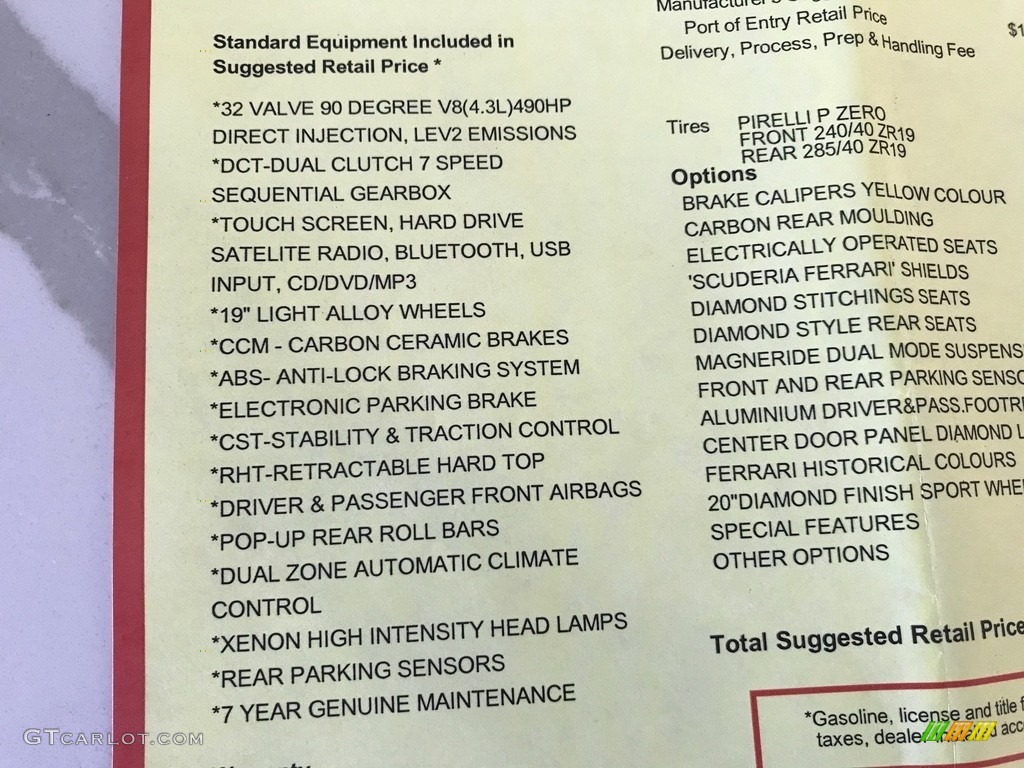 Standard Equipment Included in
Suggested Retail Price *
*32 VALVE 90 DEGREE V8(4.3L)490HP
DIRECT INJECTION, LEV2 EMISSIONS
*DCT-DUAL CLUTCH 7 SPEED
SEQUENTIAL GEARBOX
*TOUCH SCREEN, HARD DRIVE
SATELITE RADIO, BLUETOOTH, USB
INPUT, CD/DVD/MP3
*19" LIGHT ALLOY WHEELS
*CCM - CARBON CERAMIC BRAKES
*ABS- ANTI-LOCK BRAKING SYSTEM
*ELECTRONIC PARKING BRAKE
*CST-STABILITY & TRACTION CONTROL
*RHT-RETRACTABLE HARD TOP
*DRIVER & PASSENGER FRONT AIRBAGS
*POP-UP REAR ROLL BARS
*DUAL ZONE AUTOMATIC CLIMATE
CONTROL
*XENON HIGH INTENSITY HEAD LAMPS
*REAR PARKING SENSORS
*7 YEAR GENUINE MAINTENANCE
Manufacturer's
Port of Entry Retail Price
$1
Delivery, Process, Prep & Handling Fee
Tires PIRELLI P ZERO
FRONT 240/40 ZR19
REAR 285/40 ZR19
Options
BRAKE CALIPERS YELLOW COLOUR
CARBON REAR MOULDING
ELECTRICALLY OPERATED SEATS
'SCUDERIA FERRARI' SHIELDS
DIAMOND STITCHINGS SEATS
DIAMOND STYLE REAR SEATS
MAGNERIDE DUAL MODE SUSPENS
FRONT AND REAR PARKING SENSO
ALUMINIUM DRIVER&PASS.FOOTR
CENTER DOOR PANEL DIAMOND L
FERRARI HISTORICAL COLOURS
20"DIAMOND FINISH SPORT WHE
SPECIAL FEATURES
OTHER OPTIONS
Total Suggested Retail Price
*Gasoline, license and title f
taxes, dealer
GTcarlot.com